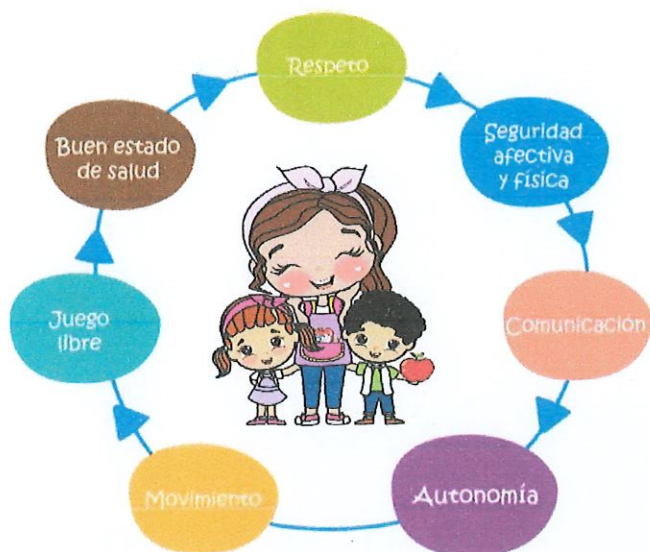 Respeto
Seguridad
afectiva
y física
Comunicación
Autonomía
Movimiento
Juego
libre
Buen estado
de salud